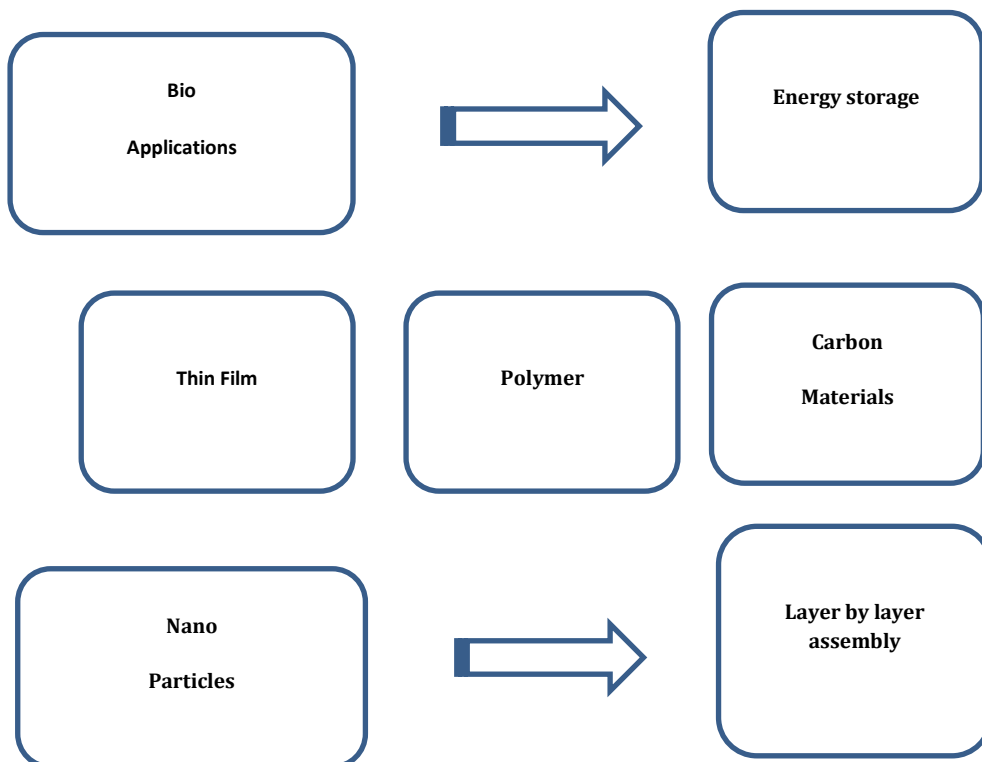 Bio
Applications
Energy storage
Thin Film
Polymer
Carbon
Materials
Nano
Particles
Layer by layer
assembly